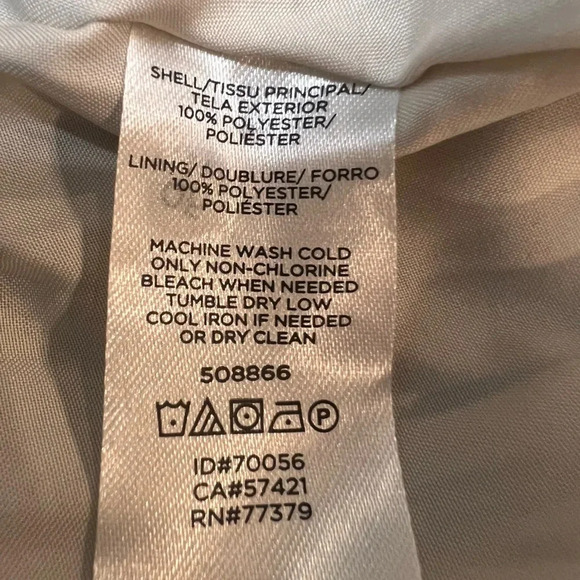 SHELL/TISSU PRINCIPAL/
TELA EXTERIOR
100% POLYESTER/
POLIÉSTER
LINING/ DOUBLURE/ FORRO
100% POLYESTER/
POLIÉSTER
MACHINE WASH COLD
ONLY NON-CHLORINE
BLEACH WHEN NEEDED
TUMBLE DRY LOW
COOL IRON IF NEEDED
OR DRY CLEAN
508866
P
ID#70056
CA#57421
RN#77379